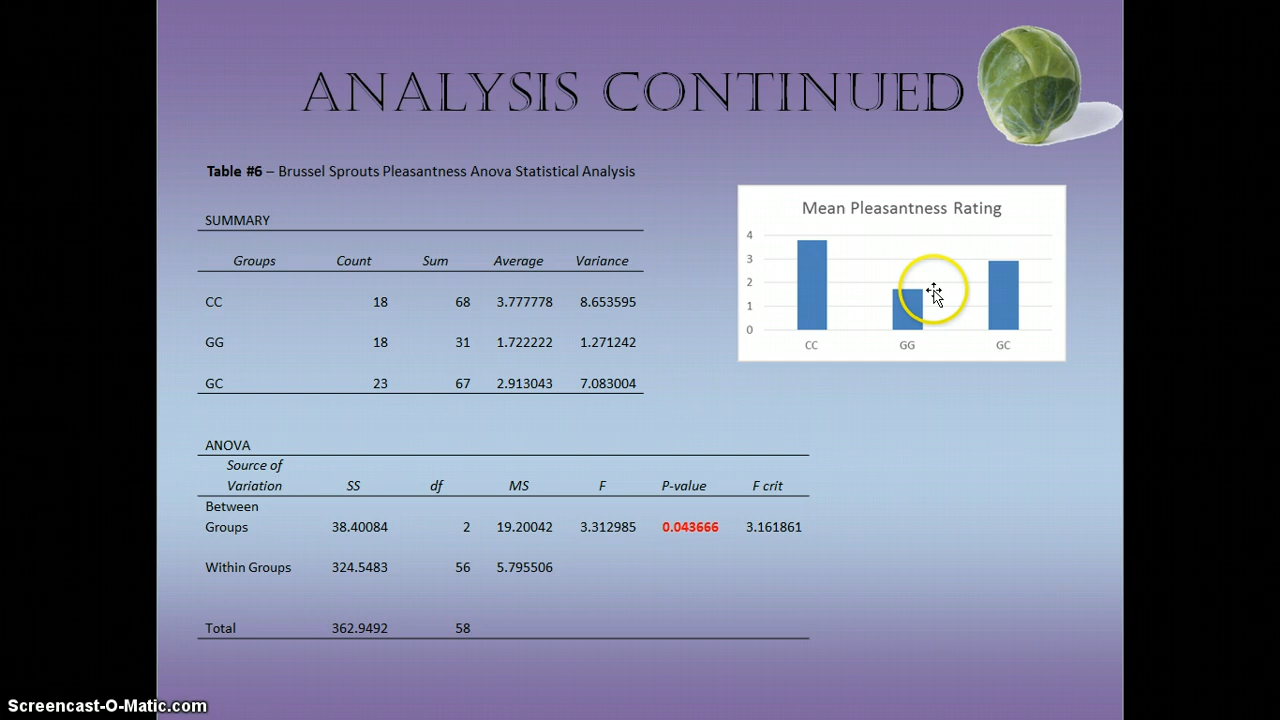 ANALYSIS CONTINUED
Table #6 – Brussel Sprouts Pleasantness Anova Statistical Analysis
SUMMARY
Groups Count Sum Average Variance
CC 18 68 3.777778 8.653595
GG 18 31 1.722222 1.271242
GC 23 67 2.913043 7.083004
Mean Pleasantness Rating
4
3
2
1
0
CC GG GC
ANOVA
Source of
Variation SS df MS F P-value F crit
Between
Groups 38.40084 2 19.20042 3.312985 0.043666 3.161861
Within Groups 324.5483 56 5.795506
Total 362.9492 58
Screencast-O-Matic.com